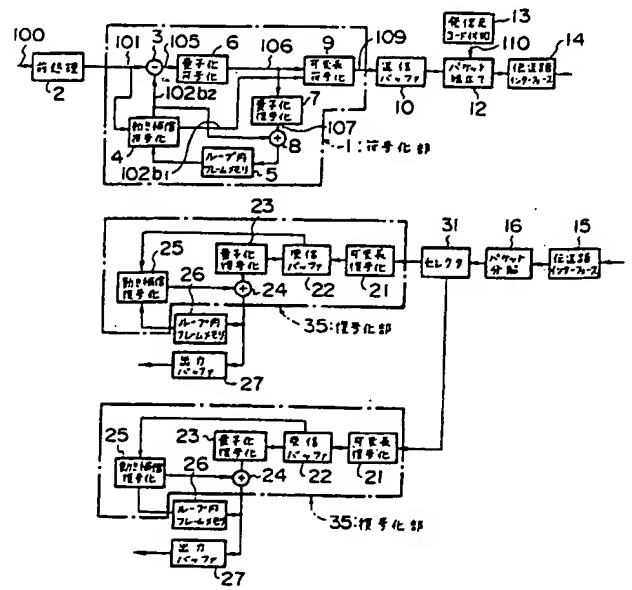 発信元
コード付加
13
100
101
3
105
6
106
9
109
110
14
前処理
量子化
符号化
可変長
符号化
送信
バッファ
パケット
組立て
伝送路
インターフェース
2
102b2
7
10
12
量子化
復号化
107
動き補償
符号化
8
4
ループ内
フレームメモリ
1:符号化部
102b1
5
23
31
16
15
25
量子化
復号化
受信
バッファ
可変長
復号化
セレクタ
パケット
分解
伝送路
インターフェース
26
動き補償
復号化
24
22
21
ループ内
フレームメモリ
35:復号化部
出力
バッファ
27
23
量子化
復号化
受信
バッファ
可変長
復号化
25
26
24
22
21
動き補償
復号化
ループ内
フレームメモリ
35:復号化部
出力
バッファ
27